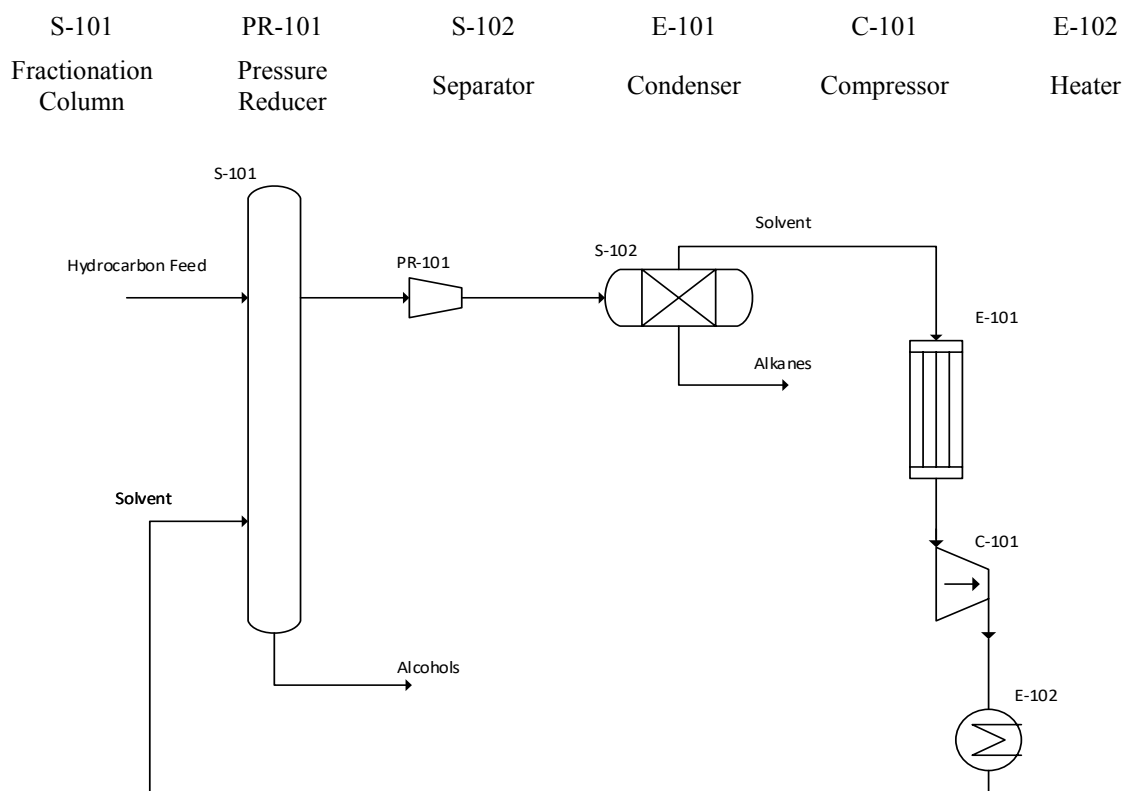 S-101 PR-101 S-102 E-101 C-101 E-102
Fractionation Column Pressure Reducer Separator Condenser Compressor Heater
S-101
Solvent
S-102
Hydrocarbon Feed
PR-101
E-101
Alkanes
Solvent
C-101
Alcohols
E-102